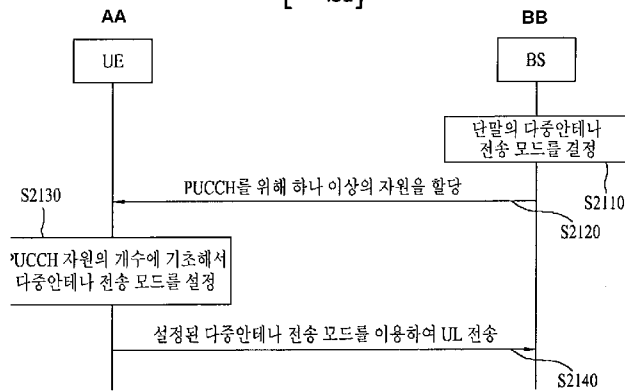 AA
BB
UE
BS
단말의 다중안테나
전송 모드를 결정
S2110
PUCCH를 위해 하나 이상의 자원을 할당
S2120
S2130
PUCCH 자원의 개수에 기초해서
다중안테나 전송 모드를 설정
설정된 다중안테나 전송 모드를 이용하여 UL 전송
S2140